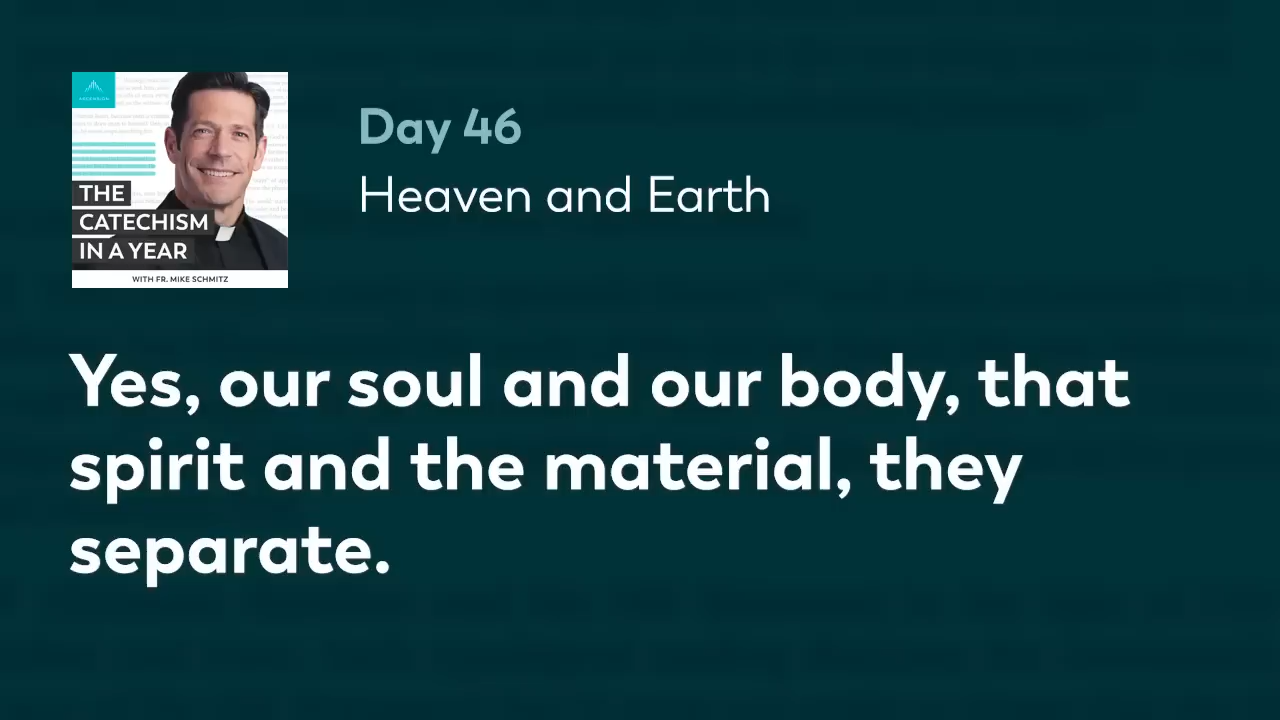 ASCENSION
THE
CATECHISM
IN A YEAR
WITH FR. MIKE SCHMITZ
Day 46
Heaven and Earth
Yes, our soul and our body, that
spirit and the material, they
separate.